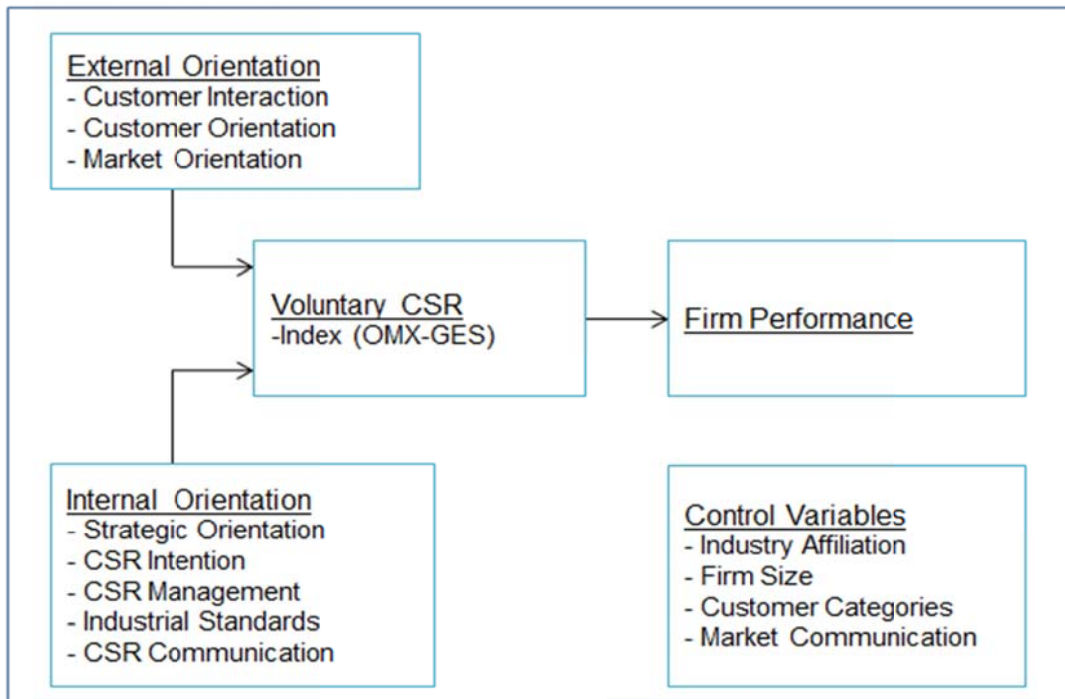 External Orientation
- Customer Interaction
- Customer Orientation
- Market Orientation
Voluntary CSR
-Index (OMX-GES)
Firm Performance
Internal Orientation
- Strategic Orientation
- CSR Intention
- CSR Management
- Industrial Standards
- CSR Communication
Control Variables
- Industry Affiliation
- Firm Size
- Customer Categories
- Market Communication